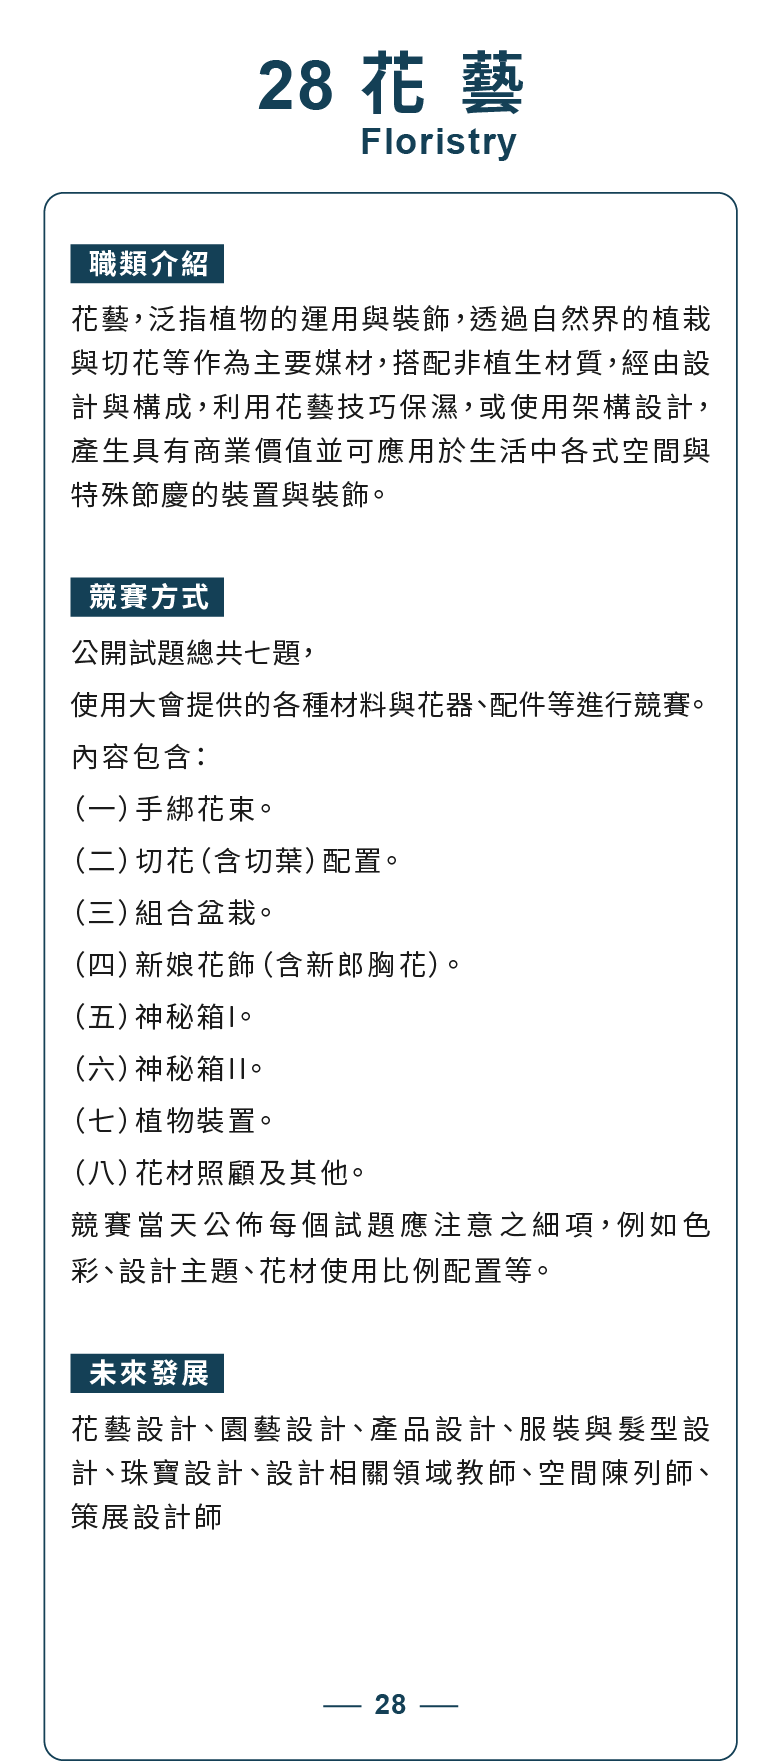 28 花 藝
Floristry
職類介紹
花藝，泛指植物的運用與裝飾，透過自然界的植栽
與切花等作為主要媒材，搭配非植生材質，經由設
計與構成，利用花藝技巧保濕，或使用架構設計，
產生具有商業價值並可應用於生活中各式空間與
特殊節慶的裝置與裝飾。
競賽方式
公開試題總共七題，
使用大會提供的各種材料與花器、配件等進行競賽。
內容包含：
（一）手綁花束。
（二）切花（含切葉）配置。
（三）組合盆栽。
（四）新娘花飾（含新郎胸花）。
（五）神秘箱I。
（六）神秘箱II。
（七）植物裝置。
（八）花材照顧及其他。
競賽當天公佈每個試題應注意之細項，例如色
彩、設計主題、花材使用比例配置等。
未來發展
花藝設計、園藝設計、產品設計、服裝與髮型設
計、珠寶設計、設計相關領域教師、空間陳列師、
策展設計師
28